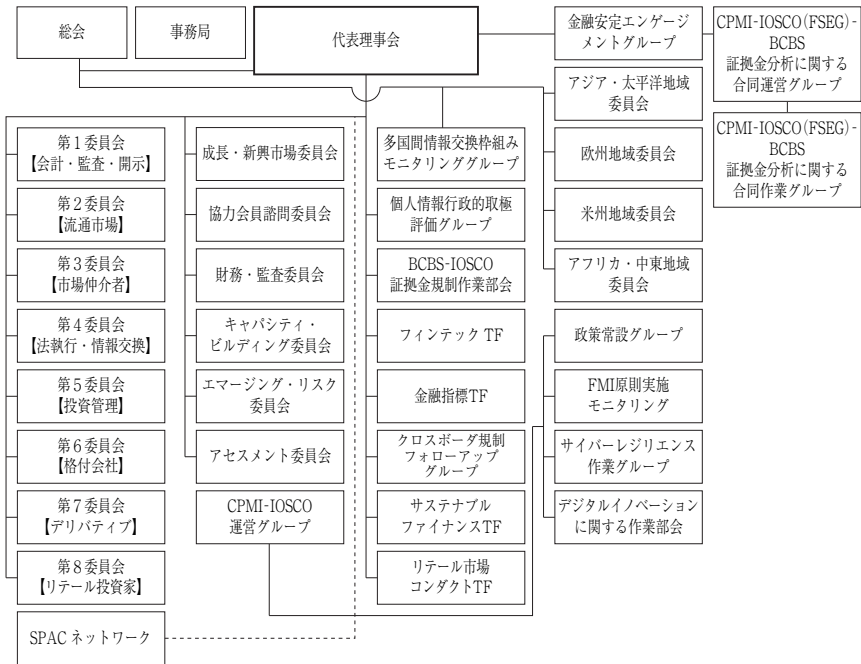 総会
事務局
代表理事会
金融安定エンゲージ
メントグループ
CPMI-IOSCO(FSEG)-
BCBS
証拠金分析に関する
合同運営グループ
CPMI-IOSCO(FSEG)-
BCBS
証拠金分析に関する
合同作業グループ
第1委員会
【会計・監査・開示】
第2委員会
【流通市場】
第3委員会
【市場仲介者】
第4委員会
【法執行・情報交換】
第5委員会
【投資管理】
第6委員会
【格付会社】
第7委員会
【デリバティブ】
第8委員会
【リテール投資家】
SPAC ネットワーク
成長・新興市場委員会
協力会員諮問委員会
財務・監査委員会
キャパシティ・
ビルディング委員会
エマージング・リスク
委員会
アセスメント委員会
CPMI-IOSCO
運営グループ
多国間情報交換枠組み
モニタリンググループ
個人情報行政的取極
評価グループ
BCBS-IOSCO
証拠金規制作業部会
フィンテック TF
金融指標TF
クロスボーダ規制
フォローアップ
グループ
サステナブル
ファイナンスTF
リテール市場
コンダクトTF
アジア・太平洋地域
委員会
欧州地域委員会
米州地域委員会
アフリカ・中東地域
委員会
政策常設グループ
FMI原則実施
モニタリング
サイバーレジリエンス
作業グループ
デジタルイノベーション
に関する作業部会